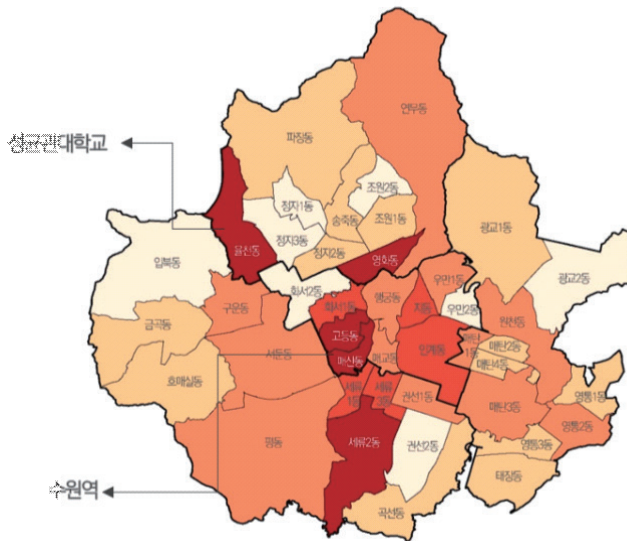 연무동
파장동
성균관대학교
조원2동
정자1동
송죽동
조원1동
광교1동
율천동
정자3동
정자2동
영화동
입북동
광교2동
화서2동
우만1동
행궁동
구운동
화서1동
지동
우만2동
금곡동
원천동
고등동
인계동
매탄1동
매탄2동
서둔동
매산동
매교동
매탄4동
호매실동
세류1동
세류3동
권선1동
매탄3동
영통1동
영통2동
평동
세류2동
권선2동
영통3동
태장동
수원역
곡선동